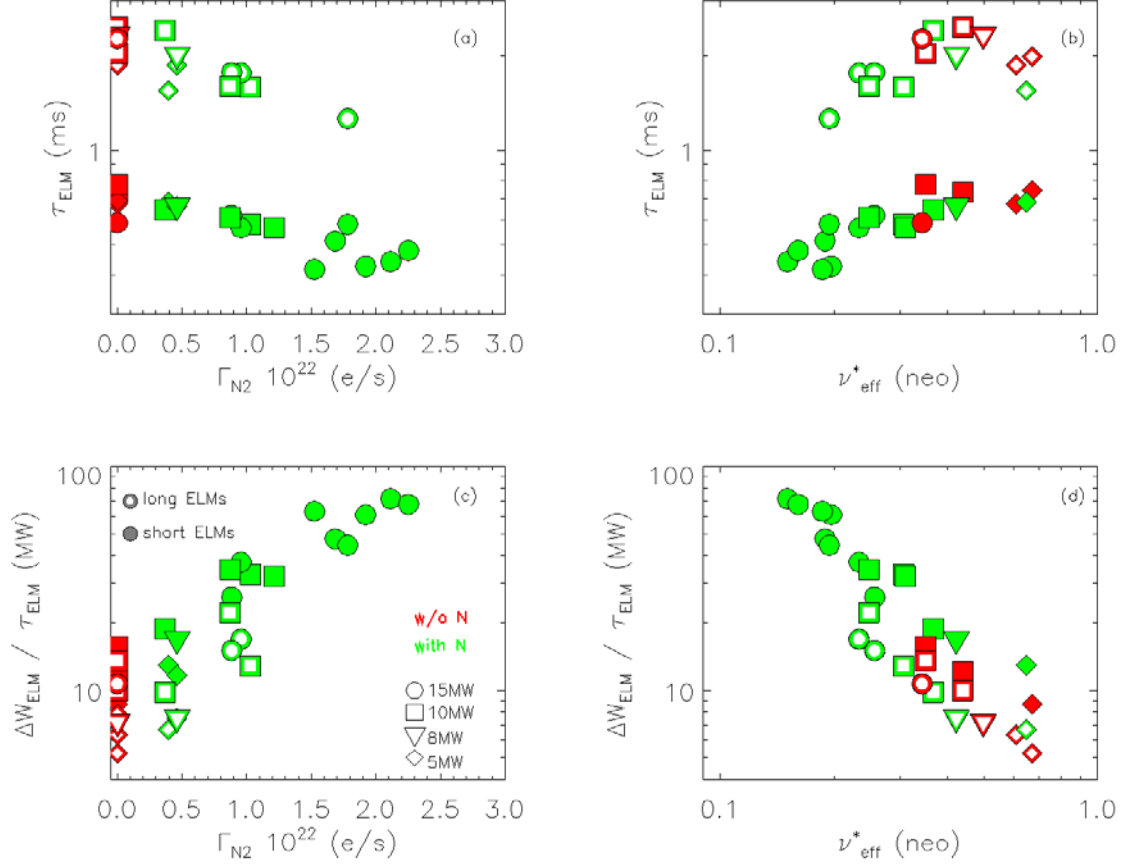 (a)
τ_ELM (ms)
1
0.0 0.5 1.0 1.5 2.0 2.5 3.0
Γ_N2 10^22 (e/s)
(b)
τ_ELM (ms)
1
0.1 1.0
ν*_eff (neo)
(c)
ΔW_ELM / τ_ELM (MW)
100
10
long ELMs
short ELMs
w/o N
with N
15MW
10MW
8MW
5MW
0.0 0.5 1.0 1.5 2.0 2.5 3.0
Γ_N2 10^22 (e/s)
(d)
ΔW_ELM / τ_ELM (MW)
100
10
0.1 1.0
ν*_eff (neo)